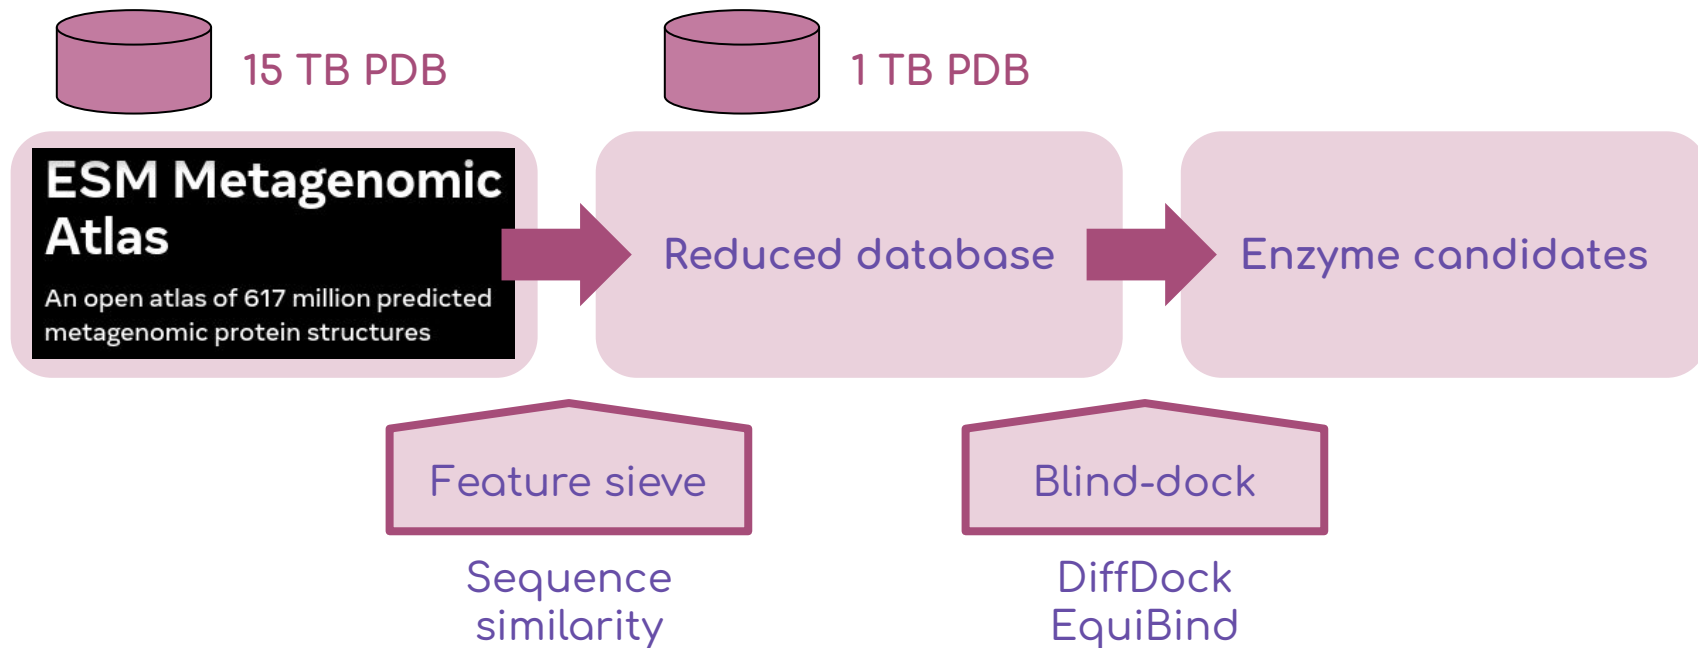 15 TB PDB
1 TB PDB
ESM Metagenomic
Atlas
An open atlas of 617 million predicted
metagenomic protein structures
Reduced database
Enzyme candidates
Feature sieve
Blind-dock
Sequence
similarity
DiffDock
EquiBind